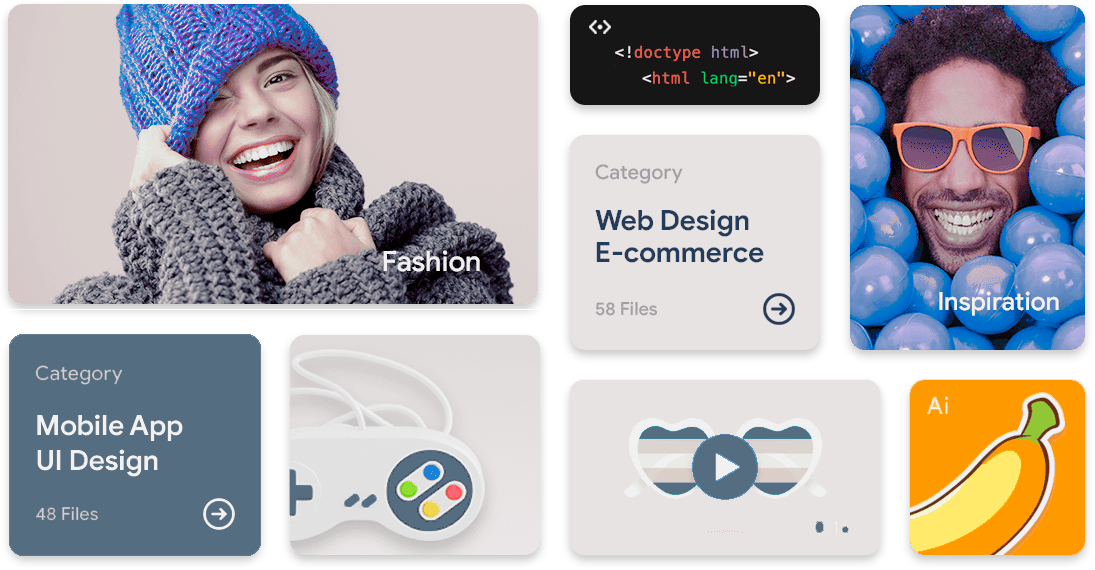 Fashion
<!doctype html>
<html lang="en">
Category
Web Design
E-commerce
58 Files
Inspiration
Category
Mobile App
UI Design
48 Files
Ai